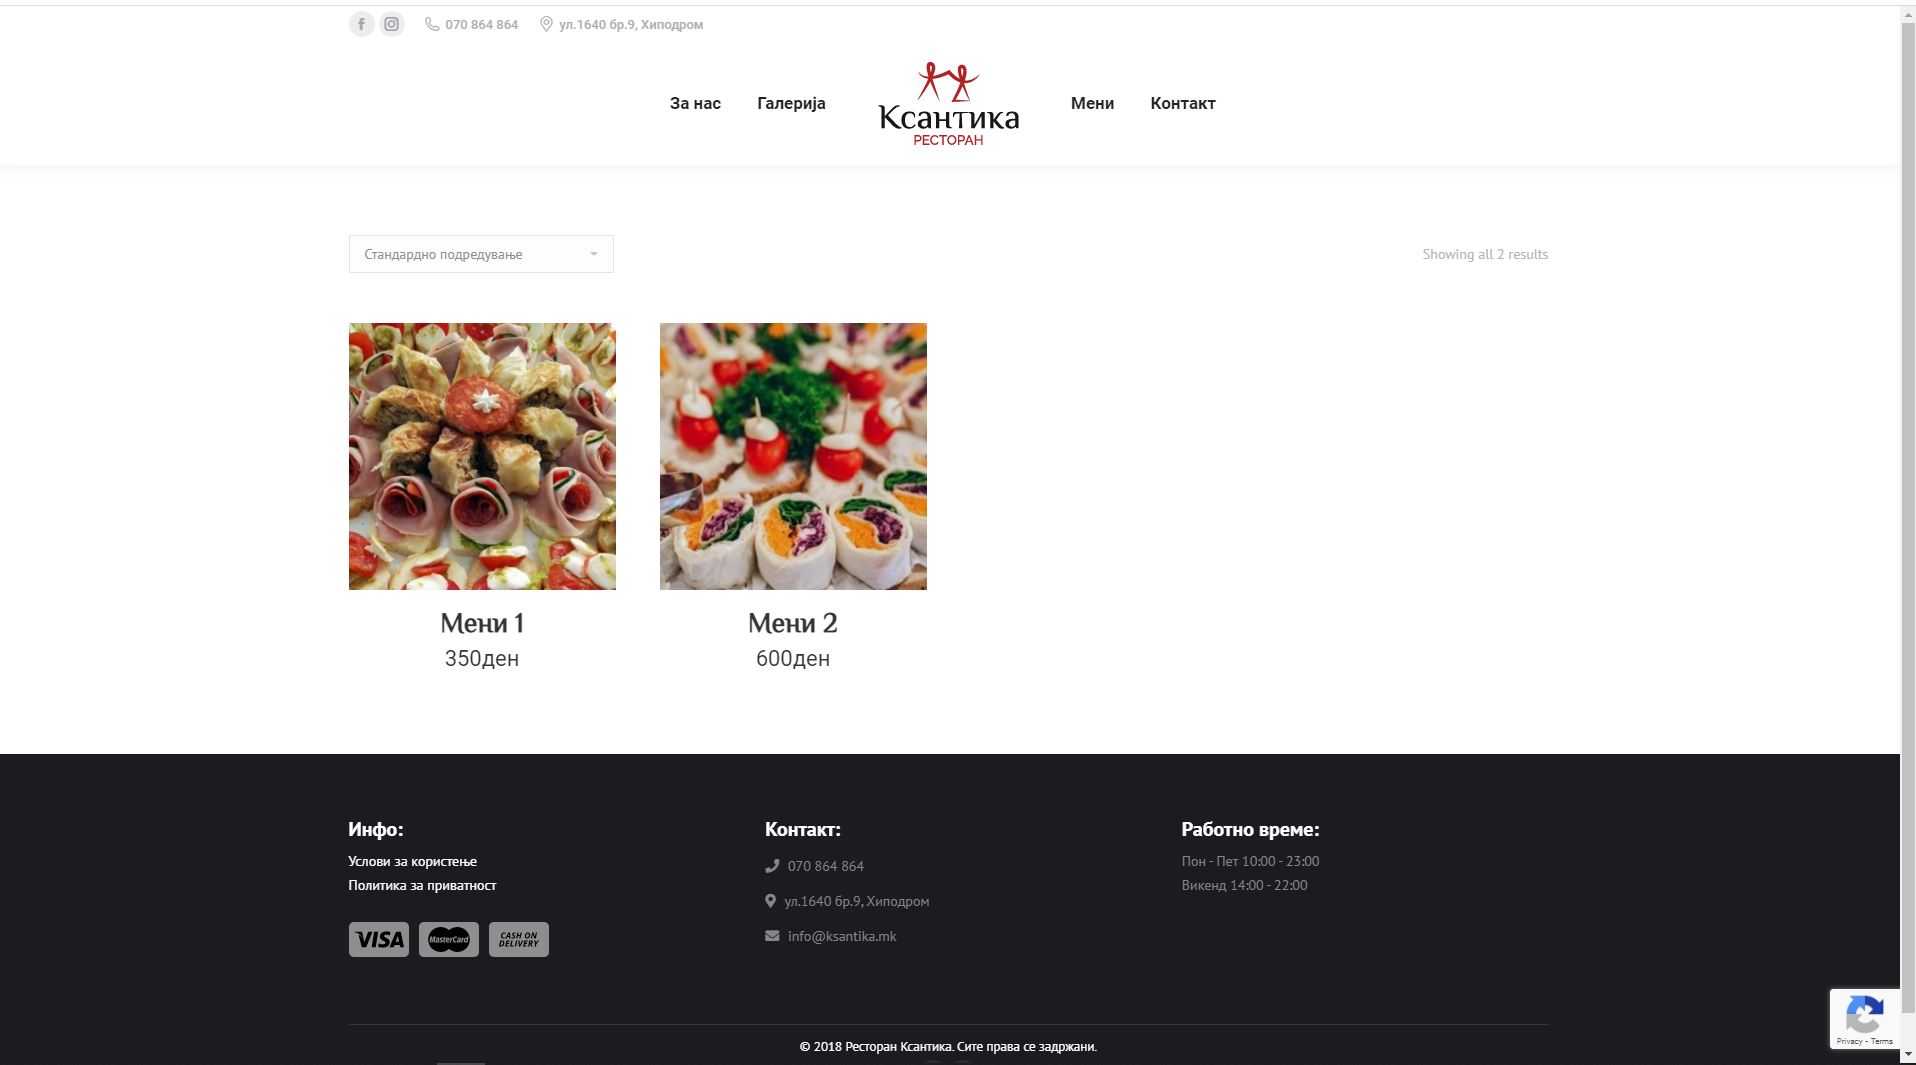 070 864 864
ул.1640 бр.9, Хиподром
За нас
Галерија
Ксантика
РЕСТОРАН
Мени
Контакт
Стандардно подредување
Showing all 2 results
Мени 1
350ден
Мени 2
600ден
Инфо:
Услови за користење
Политика за приватност
VISA
MasterCard
CASH ON
DELIVERY
Контакт:
070 864 864
ул.1640 бр.9, Хиподром
info@ksantika.mk
Работно време:
Пон - Пет 10:00 - 23:00
Викенд 14:00 - 22:00
Privacy - Terms
© 2018 Ресторан Ксантика. Сите права се задржани.